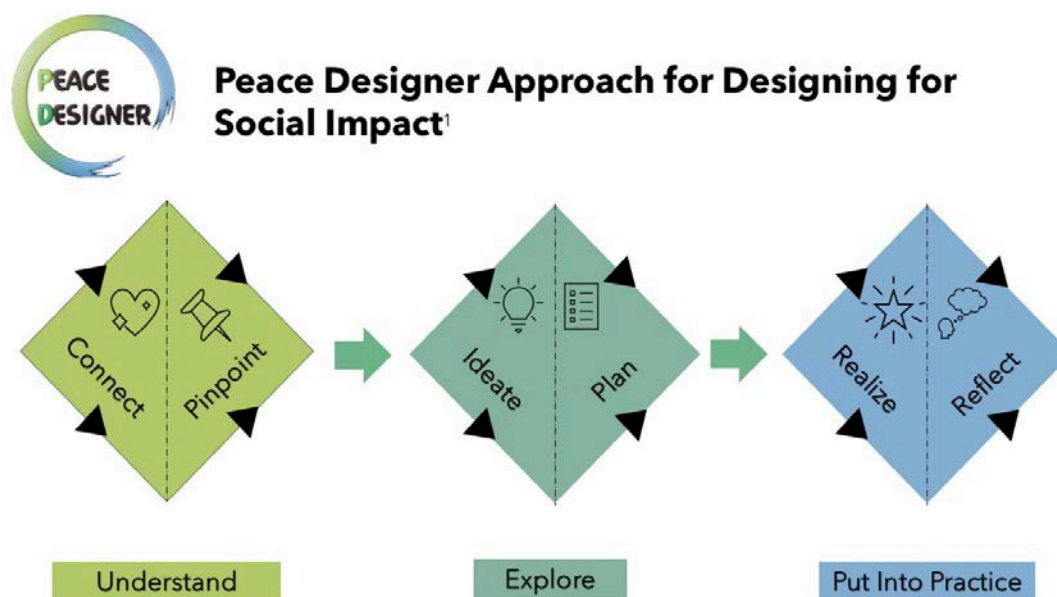 PEACE
DESIGNER
Peace Designer Approach for Designing for
Social Impact¹
Connect
Pinpoint
Ideate
Plan
Realize
Reflect
Understand
Explore
Put Into Practice